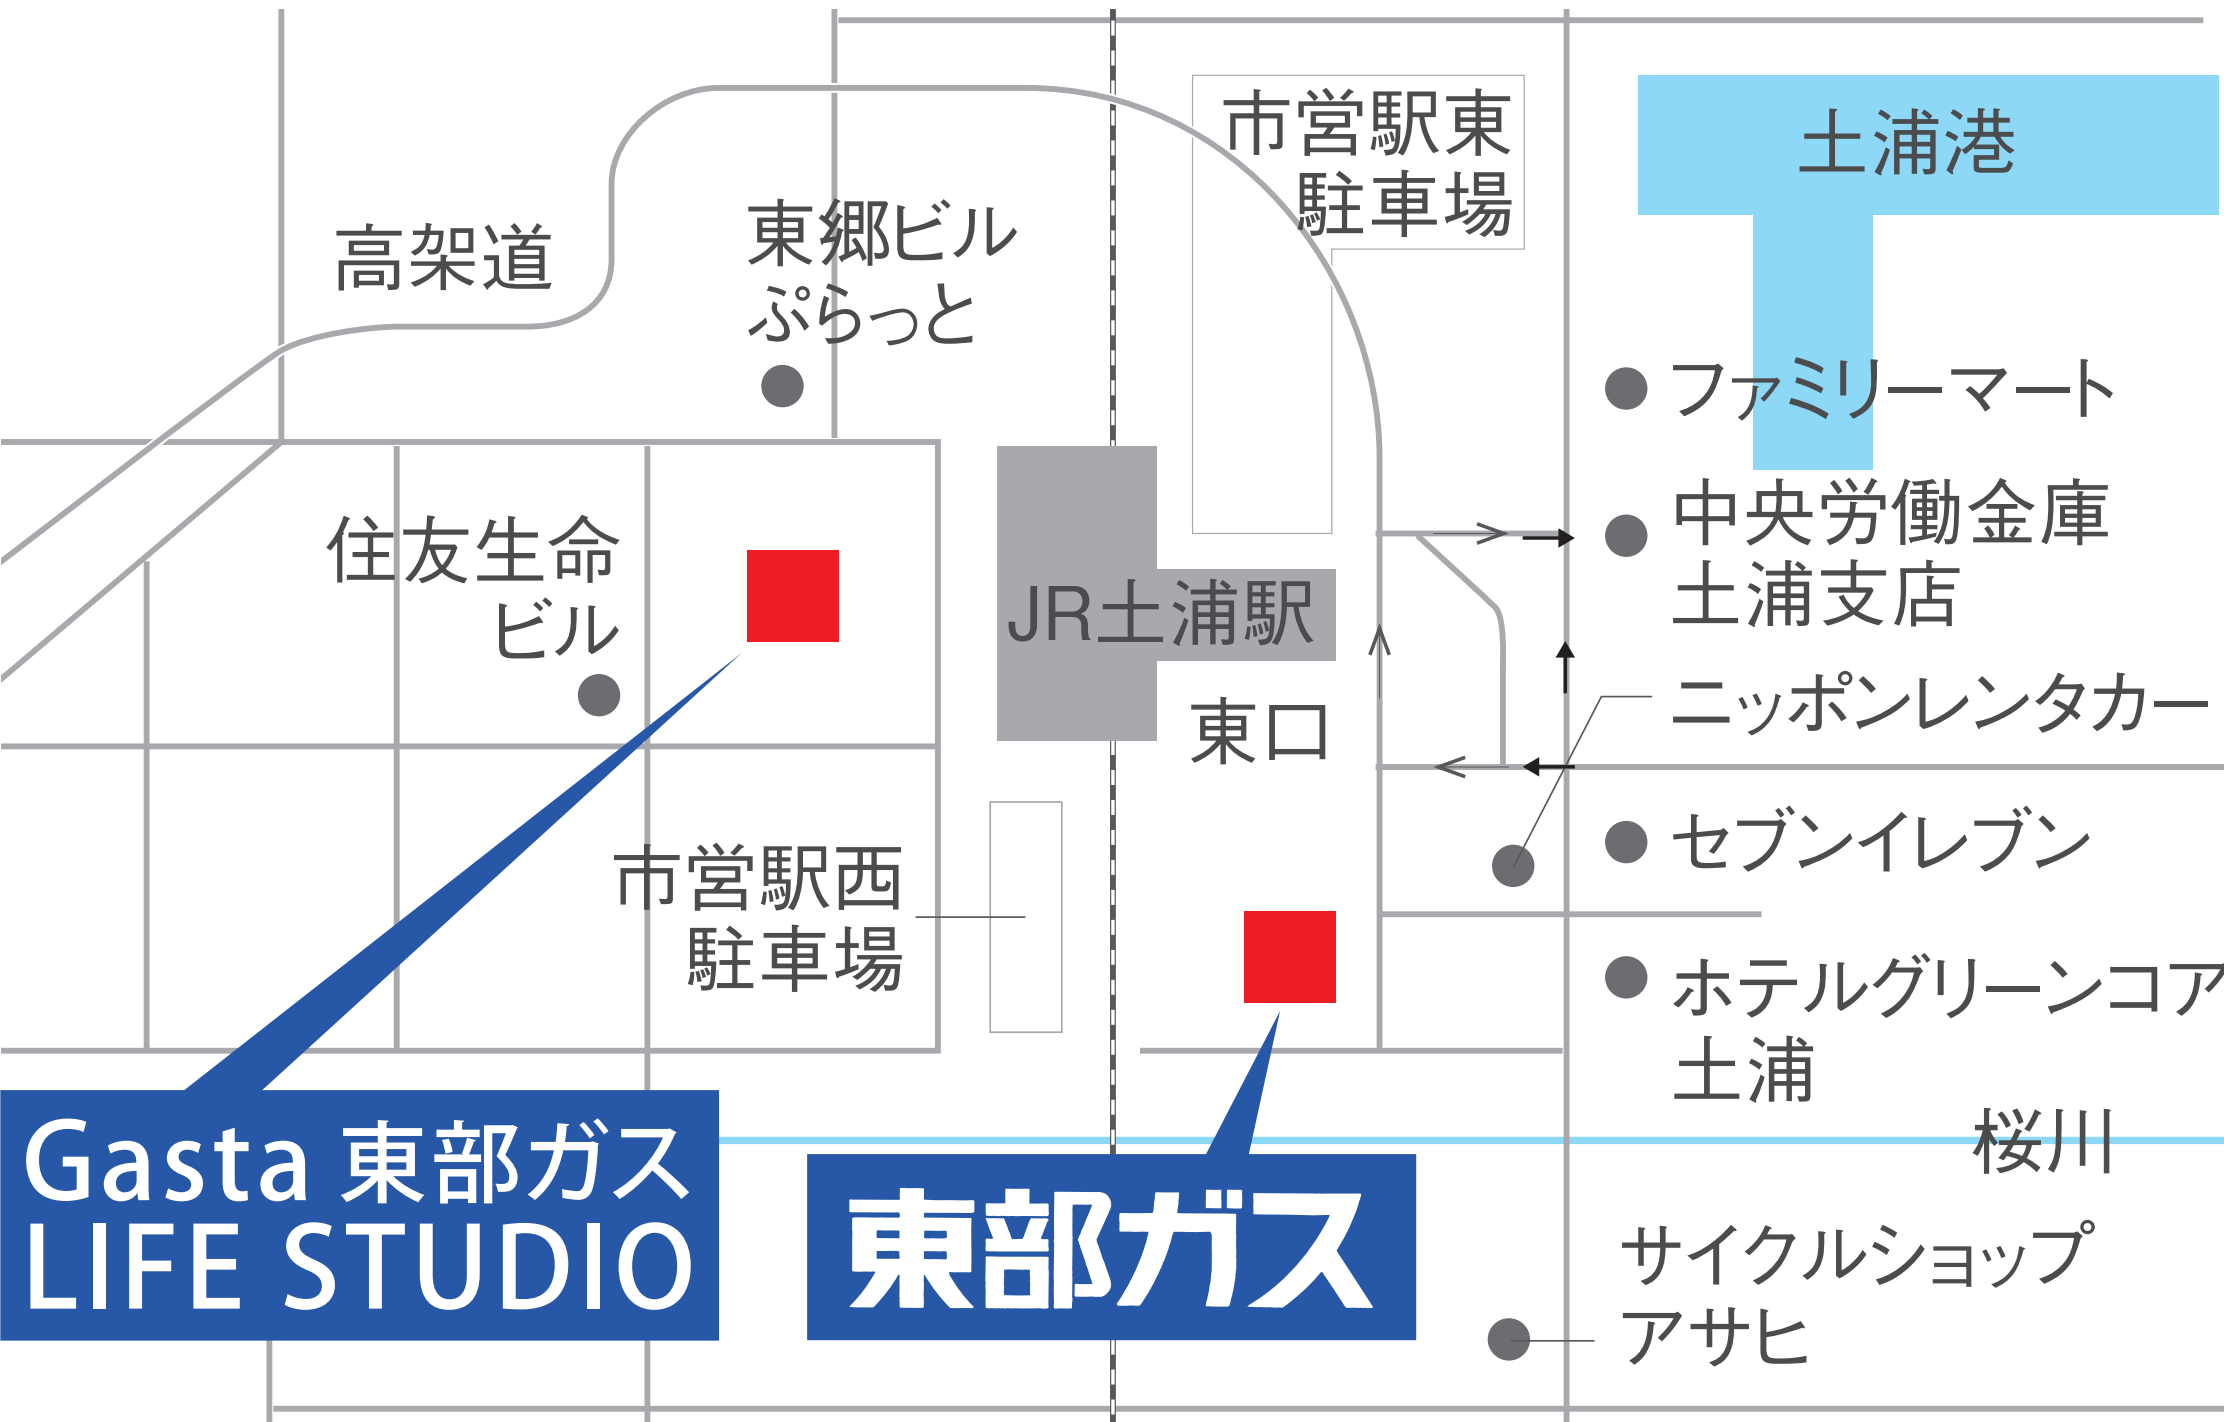 市営駅東
駐車場
土浦港
高架道
東郷ビル
ぷらっと
ファミリーマート
中央労働金庫
土浦支店
住友生命
ビル
JR土浦駅
東口
ニッポンレンタカー
セブンイレブン
市営駅西
駐車場
ホテルグリーンコア
土浦
桜川
Gasta 東部ガス
LIFE STUDIO
東部ガス
サイクルショップ
アサヒ